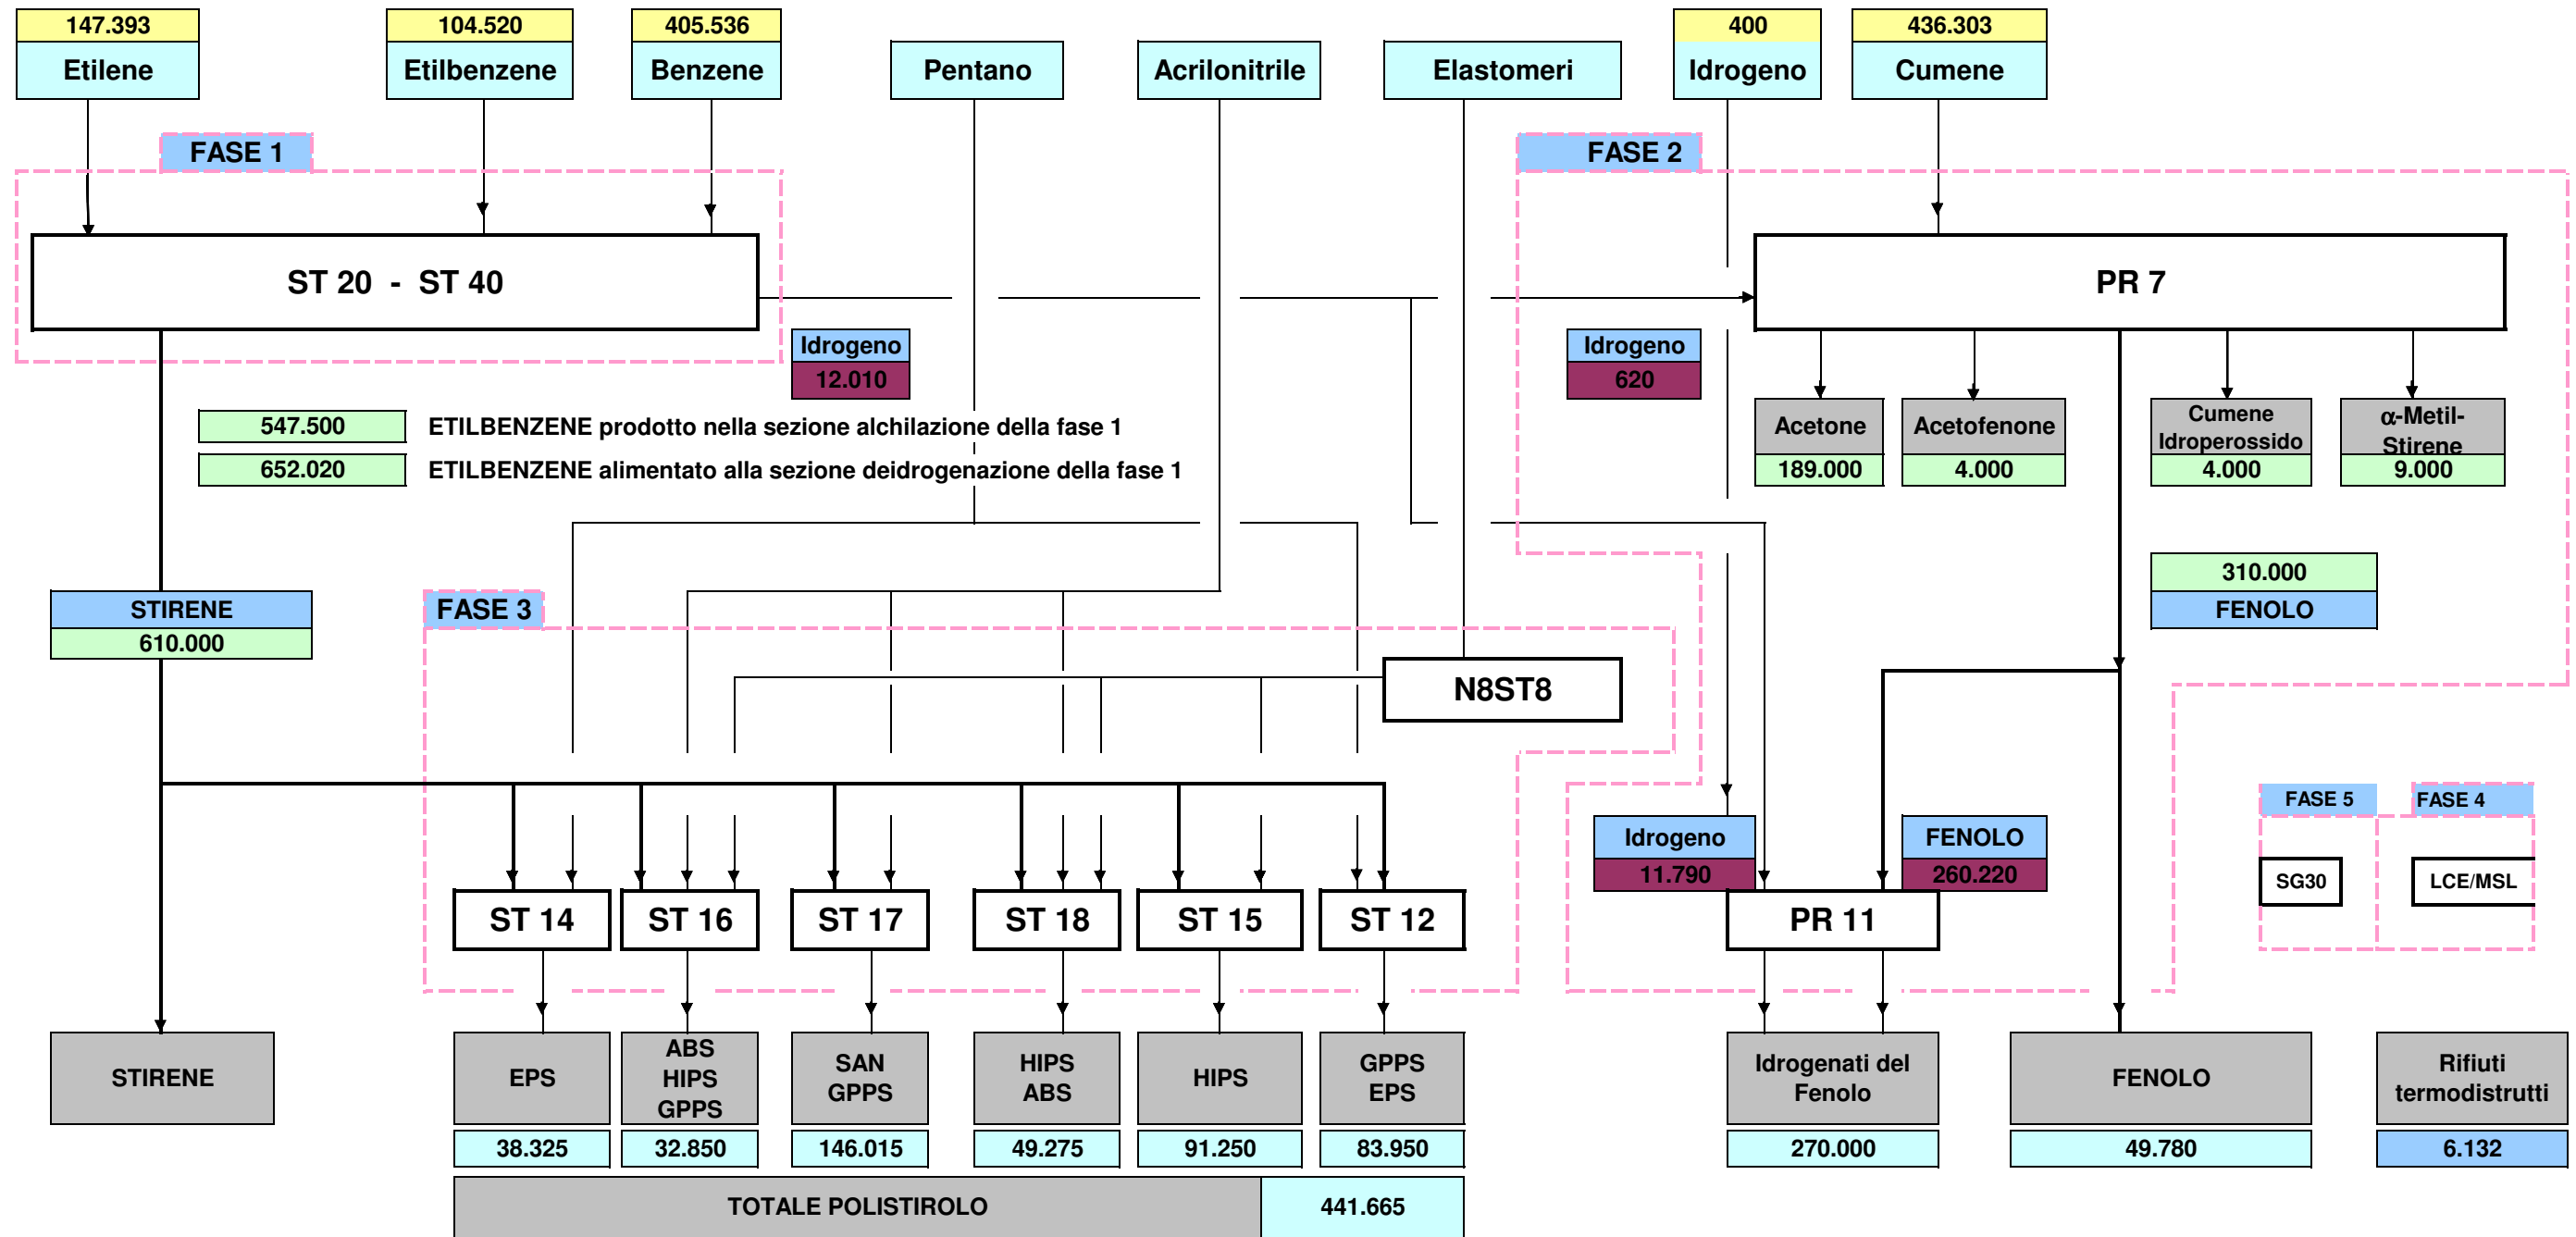 147.393
104.520
405.536
400
436.303
Etilene
Etilbenzene
Benzene
Pentano
Acrilonitrile
Elastomeri
Idrogeno
Cumene
FASE 1
FASE 2
ST 20 - ST 40
PR 7
Idrogeno
12.010
Idrogeno
620
547.500
ETILBENZENE prodotto nella sezione alchilazione della fase 1
652.020
ETILBENZENE alimentato alla sezione deidrogenazione della fase 1
Acetone
189.000
Acetofenone
4.000
Cumene
Idroperossido
4.000
α-Metil-
Stirene
9.000
310.000
FENOLO
STIRENE
610.000
FASE 3
N8ST8
FASE 5
FASE 4
SG30
LCE/MSL
Idrogeno
11.790
FENOLO
260.220
ST 14
ST 16
ST 17
ST 18
ST 15
ST 12
PR 11
STIRENE
EPS
ABS
HIPS
GPPS
SAN
GPPS
HIPS
ABS
HIPS
GPPS
EPS
Idrogenati del
Fenolo
FENOLO
Rifiuti
termodistrutti
38.325
32.850
146.015
49.275
91.250
83.950
270.000
49.780
6.132
TOTALE POLISTIROLO
441.665